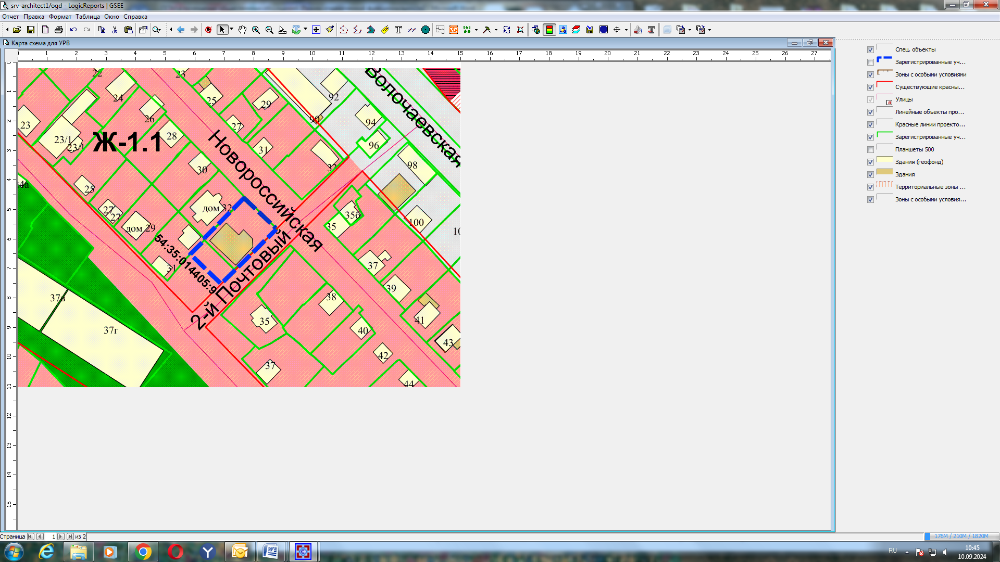 srv-architect1/ogd - LogicReports | GSEE
Отчет Правка Формат Таблица Окно Справка
Карта схема для УРВ
0 1 2 3 4 5 6 7 8 9 10 11 12 13 14 15 16 17 18 19 20 21 22 23 24 25 26 27
1
2
3
4
5
6
7
8
9
10
11
12
13
14
15
22
23
24
25
92
Волочаевская
29
26
27
90
94
23
23/1
23/1
Ж-1.1
28
31
96
Новороссийская
30
33
98
25
дом 32
27
27
35б
35
100
дом 29
54:35:014405:9
31
2-й Почтовый
37
39
37в
38
41
35
37г
40
43
42
37
44
Спец. объекты
Зарегистрированные уч...
Зоны с особыми условиями
Существующие красны...
Улицы
Линейные объекты про...
Красные линии проекто...
Зарегистрированные уч...
Планшеты 500
Здания (геофонд)
Здания
Территориальные зоны ...
Зоны с особыми условия...
Страница 1 из 2
176M / 210M / 1820M
RU
10:45
10.09.2024